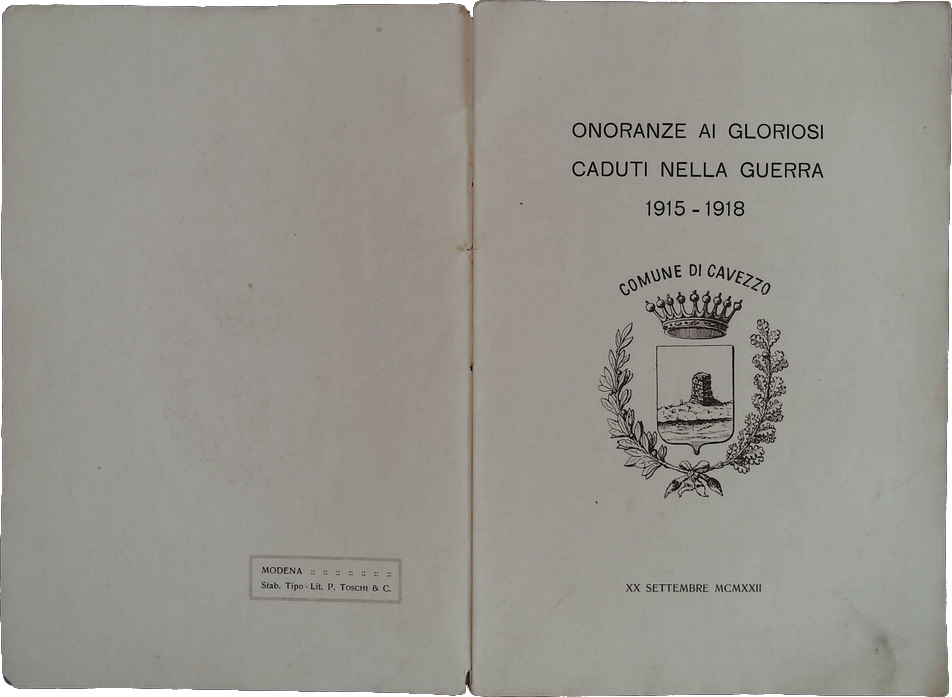 MODENA :: :: :: :: :: :: ::
Stab. Tipo-Lit. P. TOSCHI & C.
ONORANZE AI GLORIOSI
CADUTI NELLA GUERRA
1915 - 1918
COMUNE DI CAVEZZO
XX SETTEMBRE MCMXXII